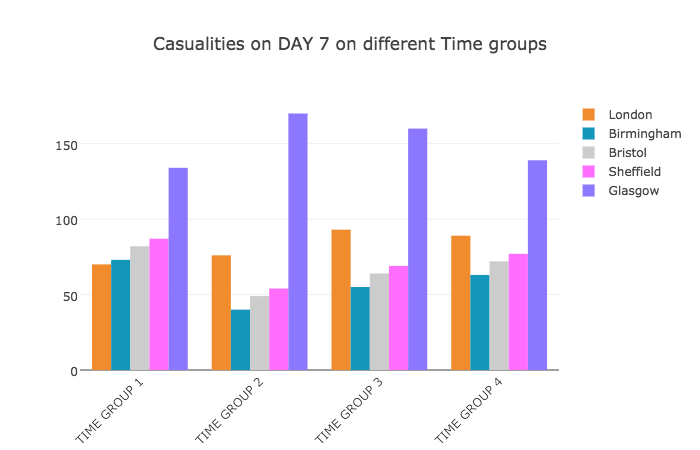 Casualities on DAY 7 on different Time groups
London
Birmingham
Bristol
Sheffield
Glasgow
150
100
50
0
TIME GROUP 1
TIME GROUP 2
TIME GROUP 3
TIME GROUP 4